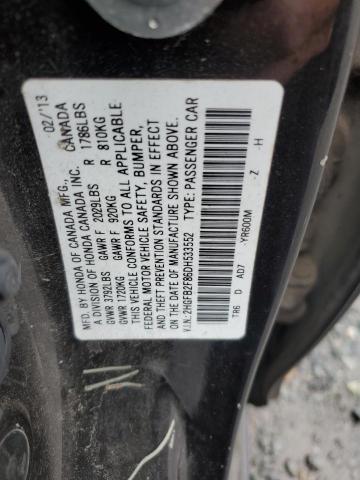 MFD. BY HONDA OF CANADA MFG., 02/'13
A DIVISION OF HONDA CANADA INC. CANADA
GVWR 3792LBS GAWR F 2029LBS R 1786LBS
GVWR 1720KG GAWR F 920KG R 810KG
THIS VEHICLE CONFORMS TO ALL APPLICABLE
FEDERAL MOTOR VEHICLE SAFETY, BUMPER,
AND THEFT PREVENTION STANDARDS IN EFFECT
ON THE DATE OF MANUFACTURE SHOWN ABOVE.
V.I.N.: 2HGFB2F86DH533552 TYPE: PASSENGER CAR
TR6 D AD7 -YR600M -Z -H